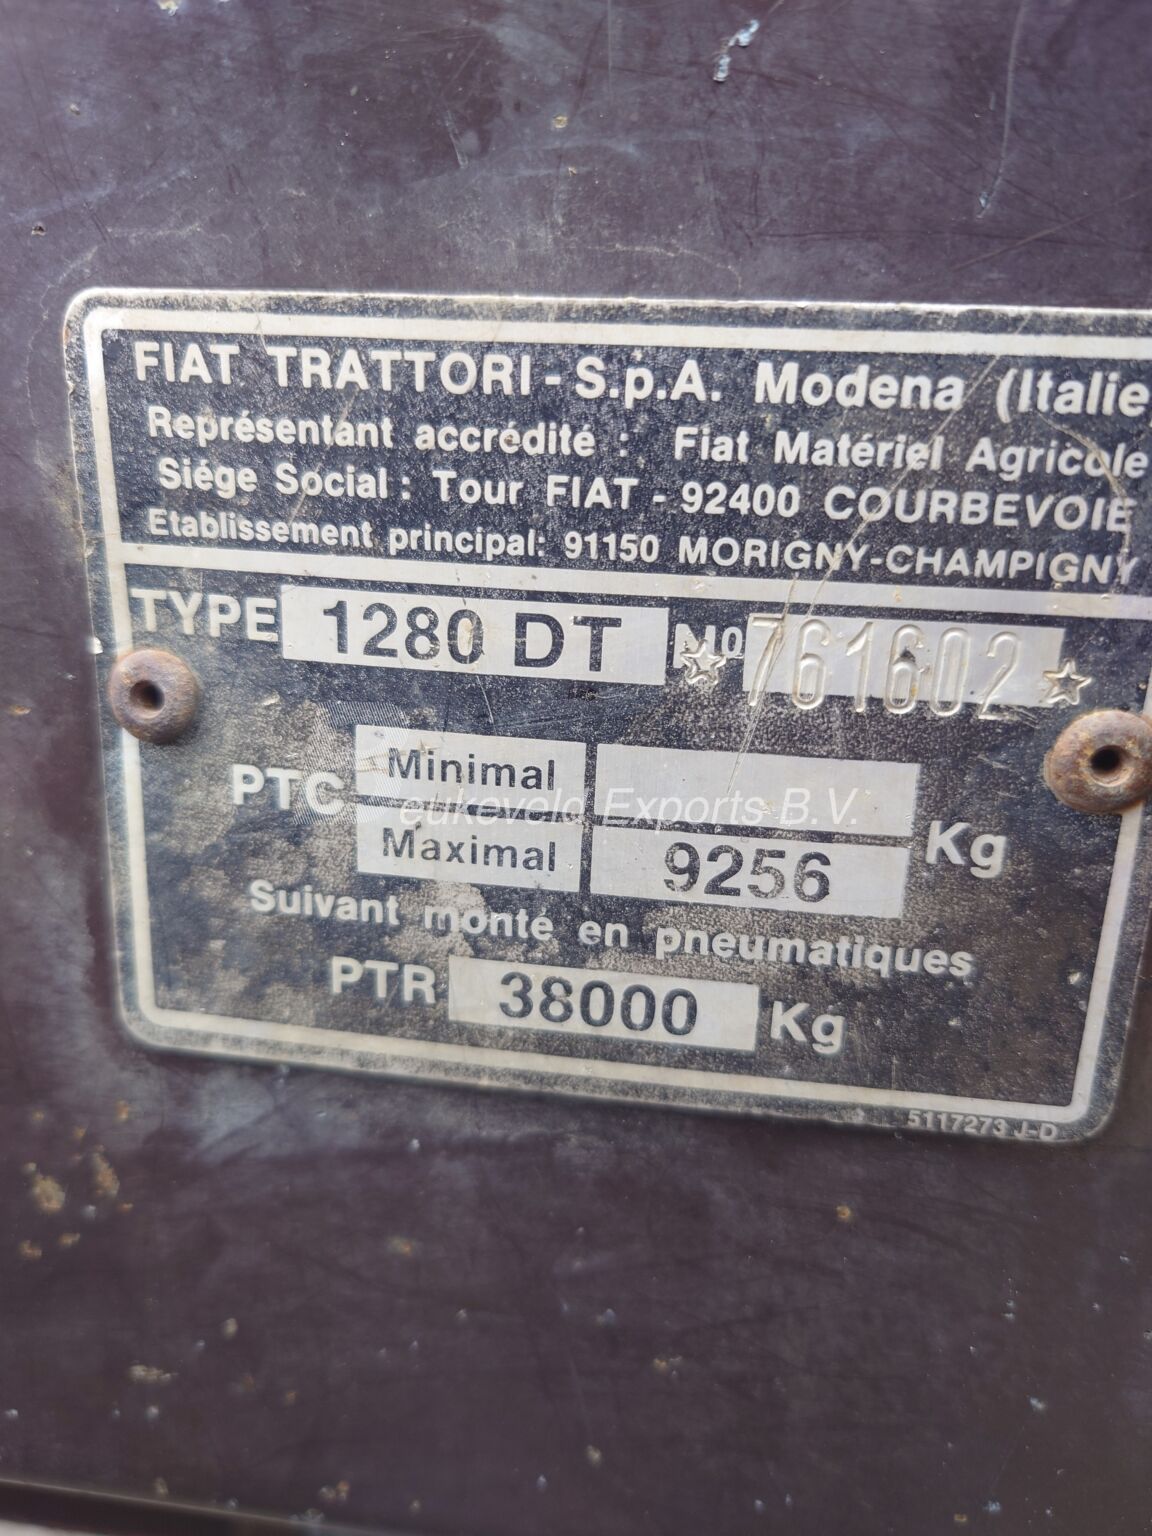 FIAT TRATTORI - S.p.A. Modena (Italie
Représentant accrédité : Fiat Matériel Agricole
Siége Social : Tour FIAT - 92400 COURBEVOIE
Etablissement principal: 91150 MORIGNY-CHAMPIGNY
TYPE 1280 DT No ☆761602☆
PTC Minimal Kg
Maximal 9256
eukeveld Exports B.V.
Suivant monte en pneumatiques
PTR 38000 Kg
5117273 J-D